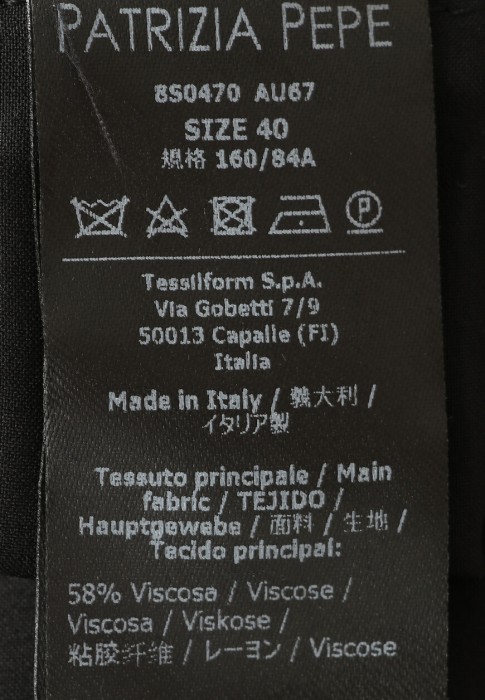 PATRIZIA PEPE
8S0470 AU67
SIZE 40
规格 160/84A
P
Tessilform S.p.A.
Via Gobetti 7/9
50013 Capalle (FI)
Italia
Made in Italy / 義大利 /
イタリア製
Tessuto principale / Main
fabric / TEJIDO /
Hauptgewebe / 面料 / 生地 /
Tecido principal:
58% Viscosa / Viscose /
Viscosa / Viskose /
粘胶纤维 / レーヨン / Viscose